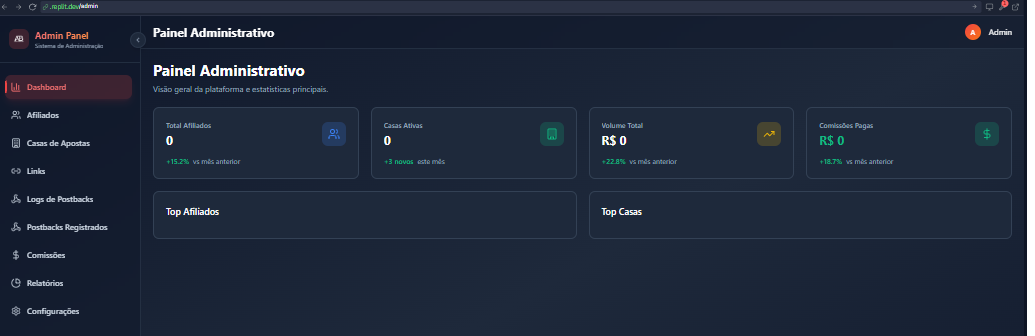 .replit.dev/admin
Admin Panel
Sistema de Administração
Dashboard
Afiliados
Casas de Apostas
Links
Logs de Postbacks
Postbacks Registrados
Comissões
Relatórios
Configurações
Painel Administrativo
A Admin
Painel Administrativo
Visão geral da plataforma e estatísticas principais.
Total Afiliados
0
+15.2% vs mês anterior
Casas Ativas
0
+3 novos este mês
Volume Total
R$ 0
+22.8% vs mês anterior
Comissões Pagas
R$ 0
+18.7% vs mês anterior
Top Afiliados
Top Casas